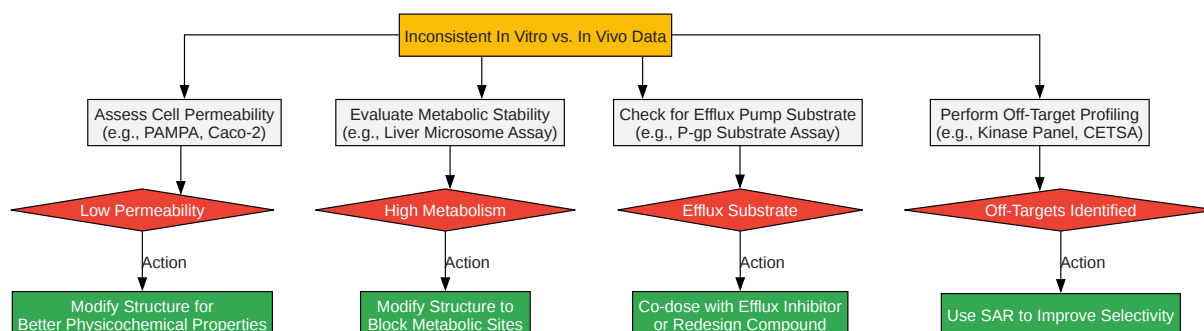 Inconsistent In Vitro vs. In Vivo Data
Assess Cell Permeability
(e.g., PAMPA, Caco-2)
Evaluate Metabolic Stability
(e.g., Liver Microsome Assay)
Check for Efflux Pump Substrate
(e.g., P-gp Substrate Assay)
Perform Off-Target Profiling
(e.g., Kinase Panel, CETSA)
Low Permeability
High Metabolism
Efflux Substrate
Off-Targets Identified
Action
Action
Action
Action
Modify Structure for
Better Physicochemical Properties
Modify Structure to
Block Metabolic Sites
Co-dose with Efflux Inhibitor
or Redesign Compound
Use SAR to Improve Selectivity